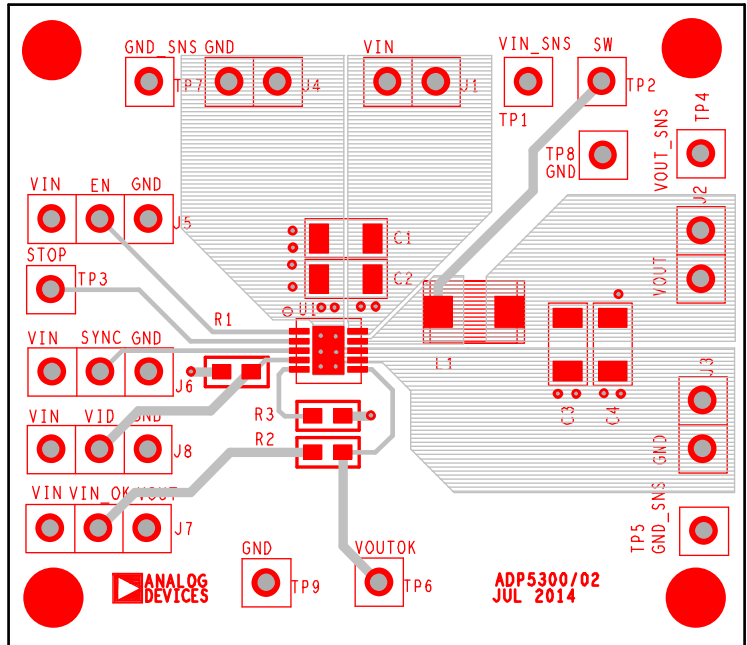 GND_SNS GND VIN VIN_SNS SW
TP7 J4 J1 TP1 TP2 TP4
TP8
GND
VOUT_SNS
VIN EN GND
J5
J2
STOP
TP3
C1
C2
VOUT
R1 U1
VIN SYNC GND
J6
L1
J3
VIN VID GND
J8
R3
R2
C3 C4
GND
VIN VIN_OK VOUT
J7
TP5
GND_SNS
GND VOUTOK
TP9 TP6
ANALOG
DEVICES
ADP5300/02
JUL 2014